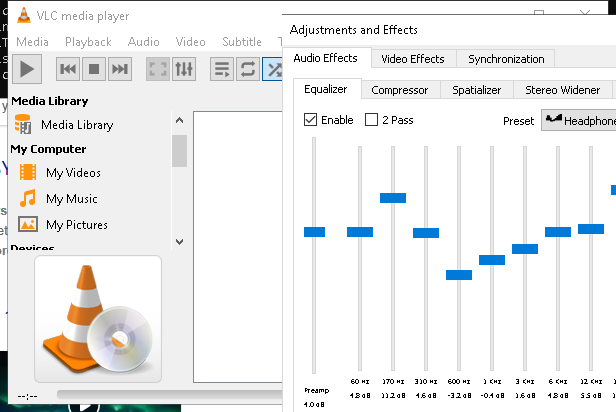 VLC media player
Media Playback Audio Video Subtitle T
Media Library
Media Library
My Computer
My Videos
My Music
My Pictures
Devices
--:--
Adjustments and Effects
Audio Effects Video Effects Synchronization
Equalizer Compressor Spatializer Stereo Widener
Enable 2 Pass Preset Headphone
60 Hz 170 Hz 310 Hz 600 Hz 1 KHz 3 KHz 6 KHz 12
Preamp 4.8 dB 11.2 dB 4.6 dB -3.2 dB -0.4 dB 1.6 dB 4.8 dB 5.5 dB
4.0 dB